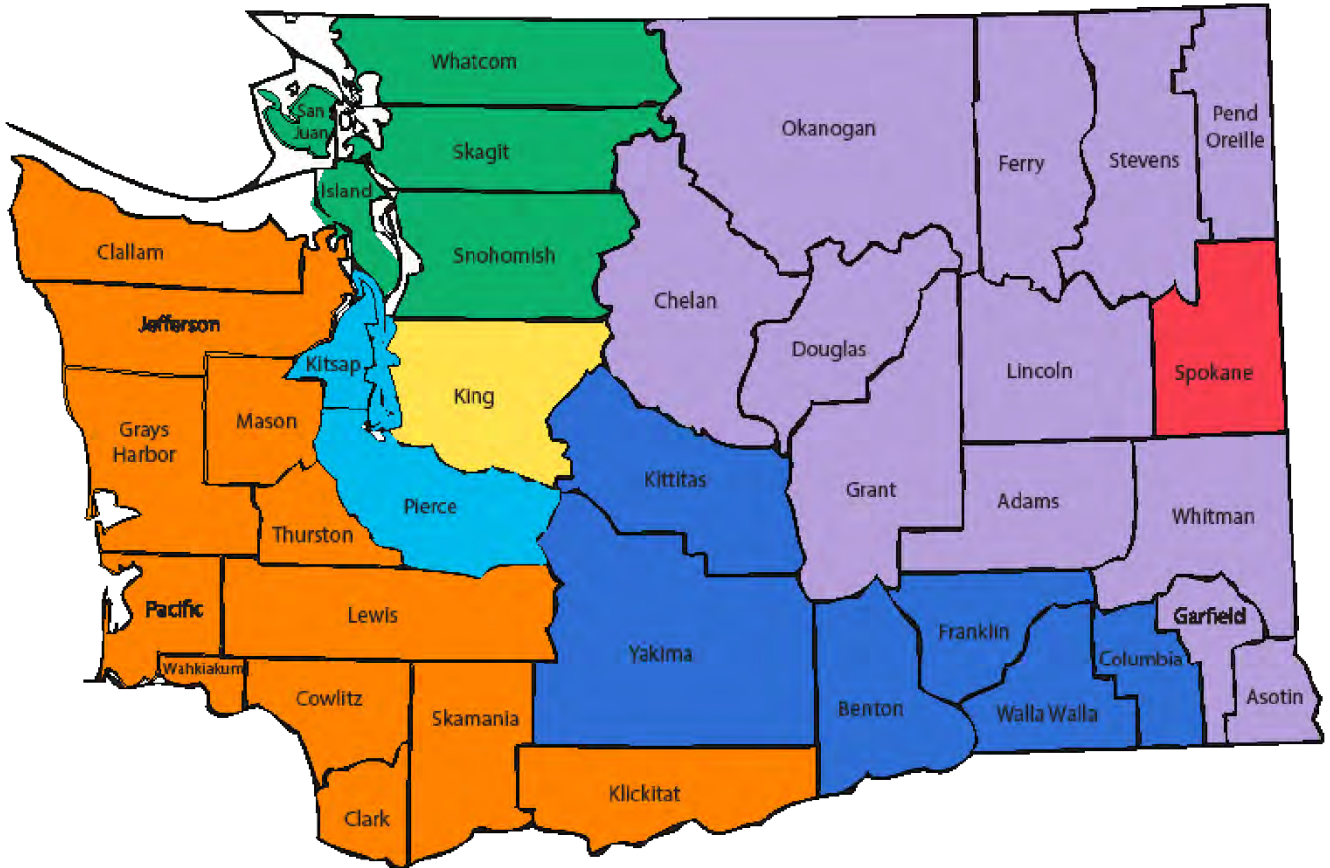 Whatcom
San
Juan
Skagit
Island
Snohomish
Okanogan
Ferry
Stevens
Pend
Oreille
Clallam
Jefferson
Kitsap
King
Chelan
Douglas
Lincoln
Spokane
Grays
Harbor
Mason
Kittitas
Grant
Adams
Whitman
Thurston
Pierce
Pacific
Lewis
Yakima
Franklin
Garfield
Columbia
Wahkiakum
Cowlitz
Skamania
Benton
Walla Walla
Asotin
Clark
Klickitat